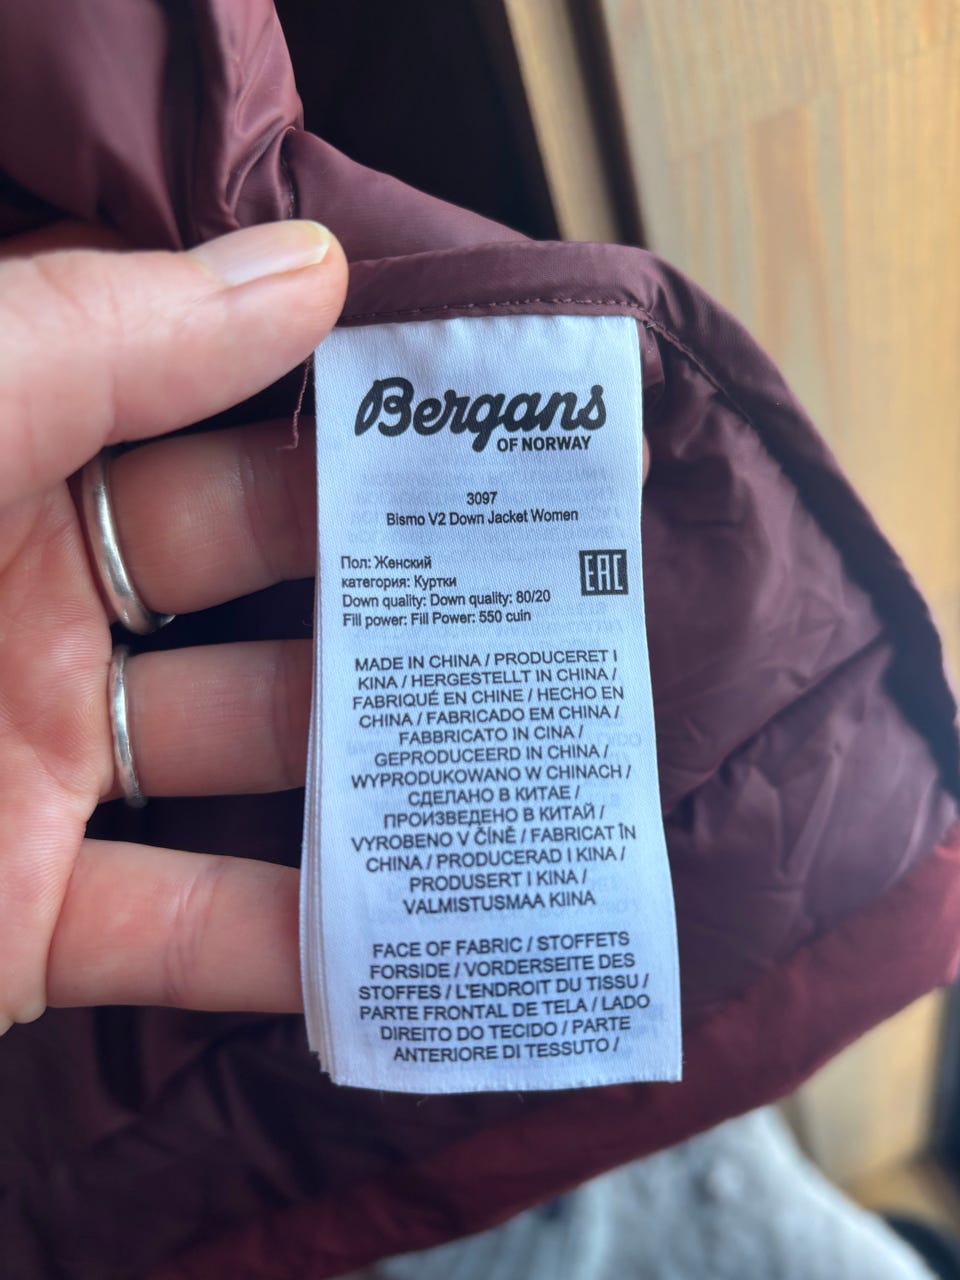 Bergans
OF NORWAY
3097
Bismo V2 Down Jacket Women
Пол: Женский
категория: Куртки
EAC
Down quality: Down quality: 80/20
Fill power: Fill Power: 550 cuin
MADE IN CHINA / PRODUCERET I
KINA / HERGESTELLT IN CHINA /
FABRIQUÉ EN CHINE / HECHO EN
CHINA / FABRICADO EM CHINA /
FABBRICATO IN CINA /
GEPRODUCEERD IN CHINA /
WYPRODUKOWANO W CHINACH /
СДЕЛАНО В КИТАЕ /
ПРОИЗВЕДЕНО В КИТАЙ /
VYROBENO V ČÍNĚ / FABRICAT ÎN
CHINA / PRODUCERAD I KINA /
PRODUSERT I KINA /
VALMISTUSMAA KIINA
FACE OF FABRIC / STOFFETS
FORSIDE / VORDERSEITE DES
STOFFES / L'ENDROIT DU TISSU /
PARTE FRONTAL DE TELA / LADO
DIREITO DO TECIDO / PARTE
ANTERIORE DI TESSUTO /